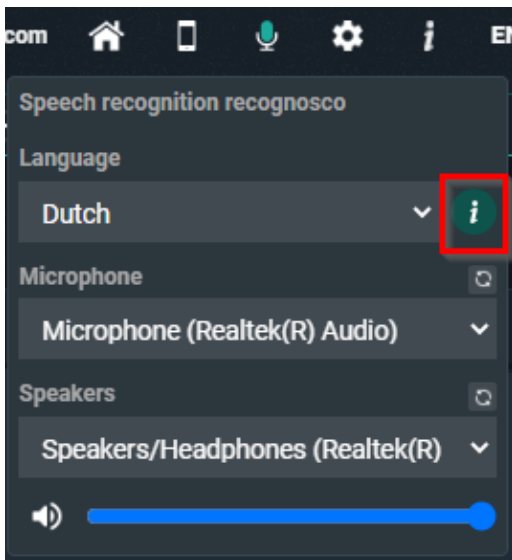 com i EN
Speech recognition recognosco
Language
Dutch i
Microphone
Microphone (Realtek(R) Audio)
Speakers
Speakers/Headphones (Realtek(R)